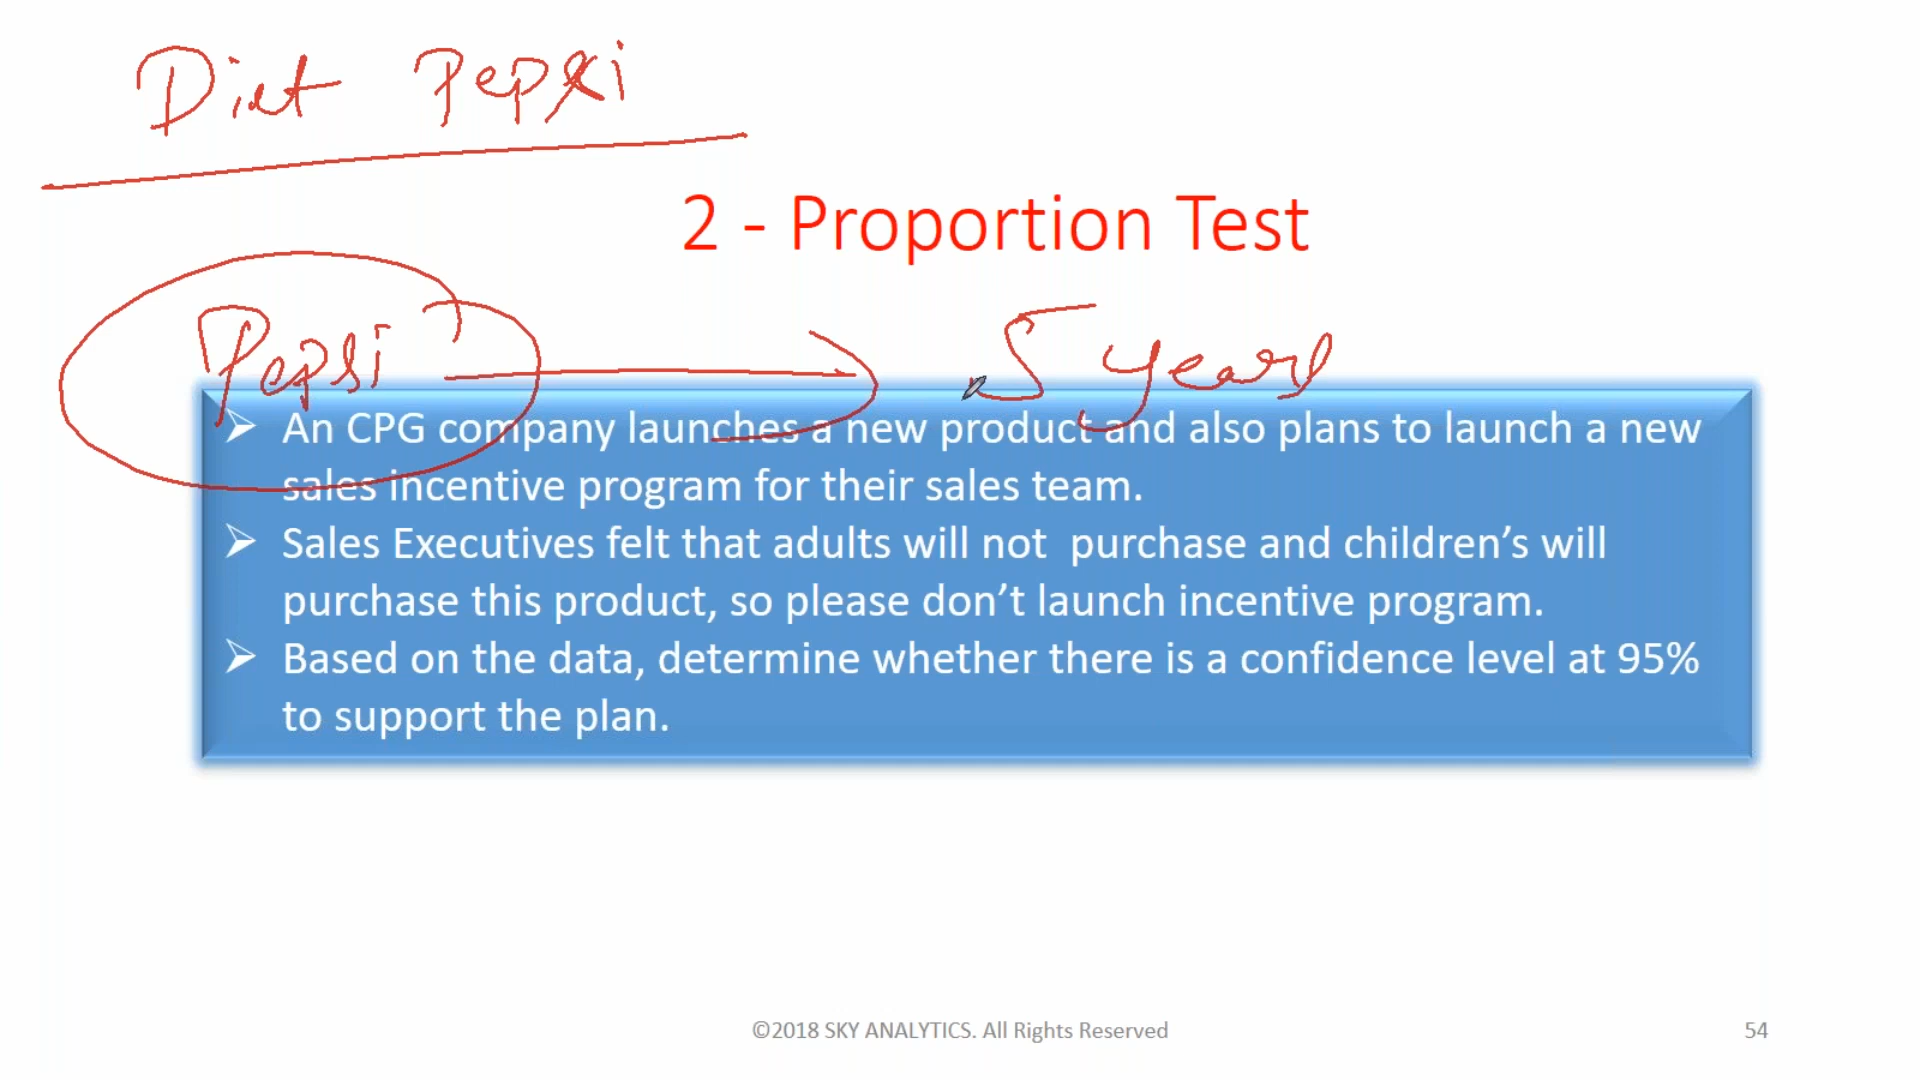 Diet Pepsi
2 - Proportion Test
Pepsi 5 years
➢ An CPG company launches a new product and also plans to launch a new
sales incentive program for their sales team.
➢ Sales Executives felt that adults will not  purchase and children’s will
purchase this product, so please don’t launch incentive program.
➢ Based on the data, determine whether there is a confidence level at 95%
to support the plan.
©2018 SKY ANALYTICS. All Rights Reserved
54